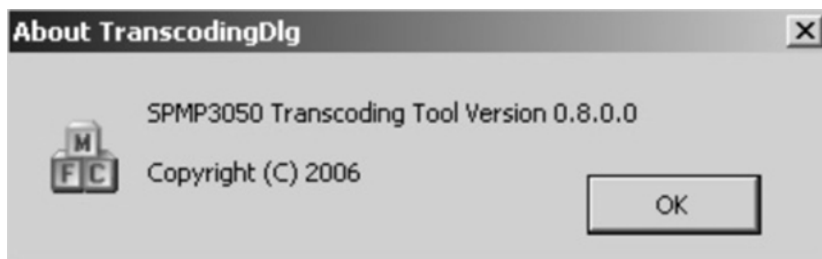 About TranscodingDlg
SPMP3050 Transcoding Tool Version 0.8.0.0
M
F C
Copyright (C) 2006
OK